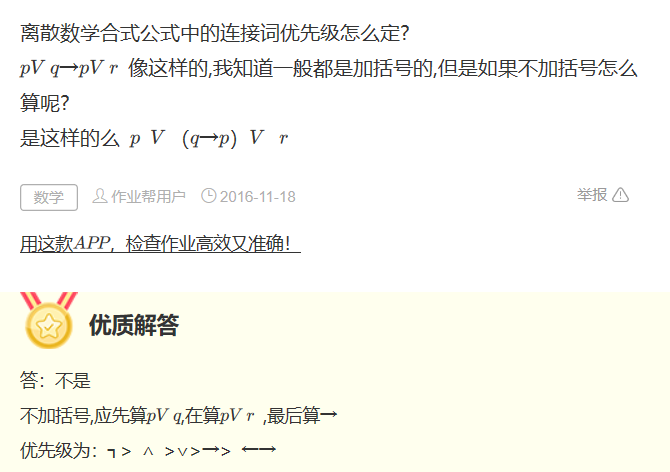 离散数学合式公式中的连接词优先级怎么定?
pV q→pV r 像这样的,我知道一般都是加括号的,但是如果不加括号怎么
算呢?
是这样的么 p V （q→p）V r
数学 作业帮用户 2016-11-18 举报
用这款APP，检查作业高效又准确！
优质解答
答：不是
不加括号,应先算pV q,在算pV r ,最后算→
优先级为：┓> ∧ >∨>→> ←→